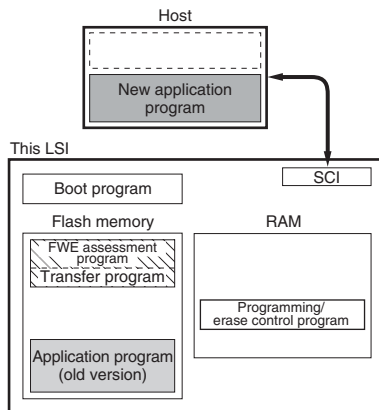 Host
New application
program
This LSI
SCI
Boot program
Flash memory
RAM
FWE assessment
program
Transfer program
Programming/
erase control program
Application program
(old version)